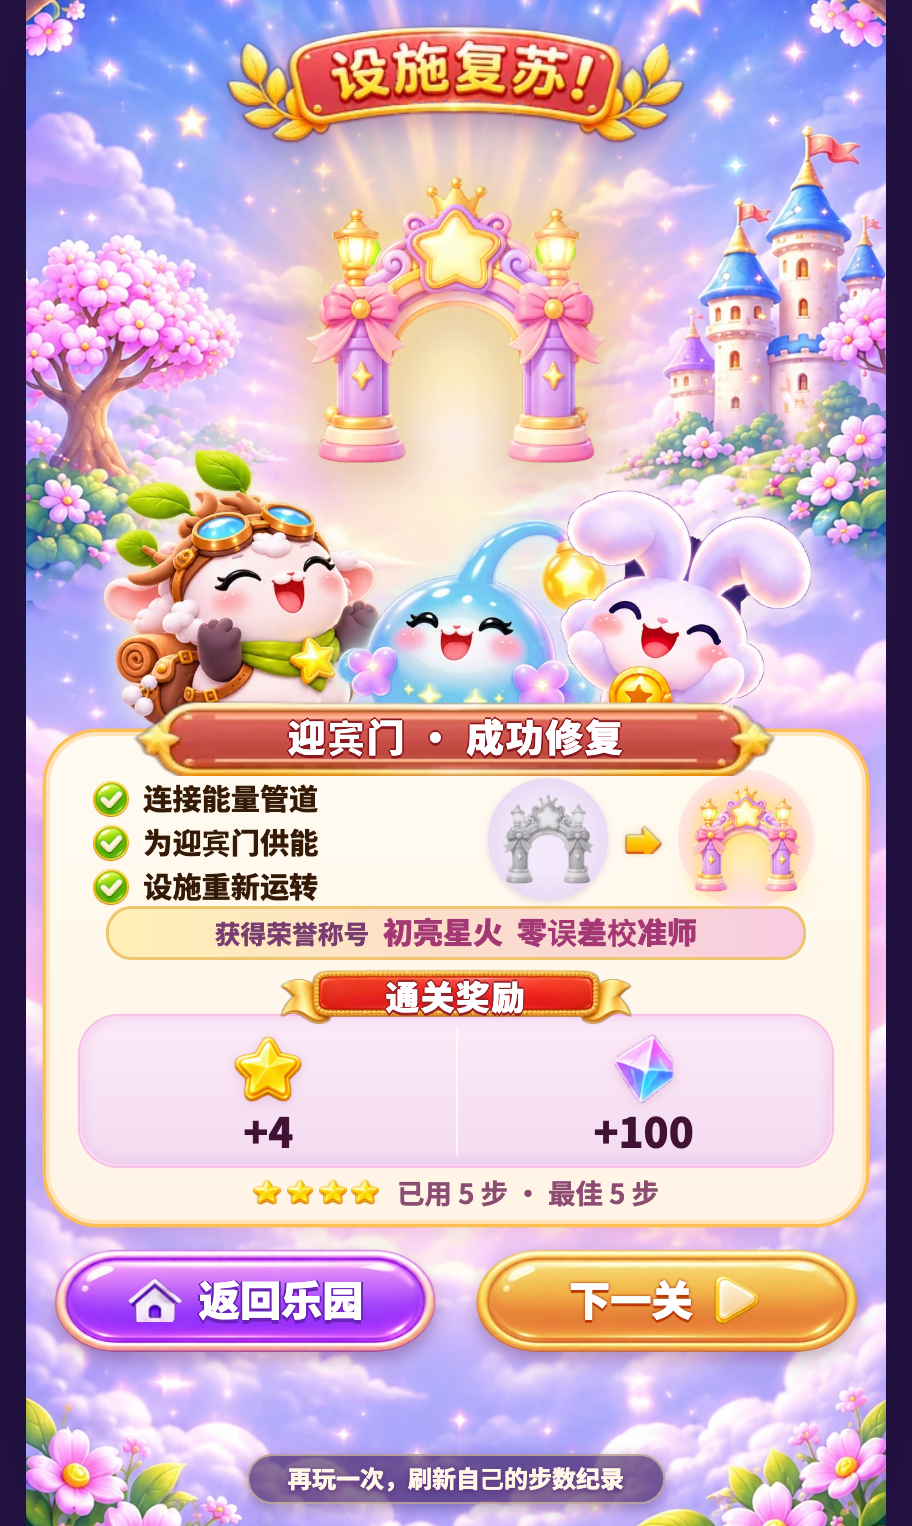 设施复苏!
迎宾门 · 成功修复
连接能量管道
为迎宾门供能
设施重新运转
获得荣誉称号 初亮星火 零误差校准师
通关奖励
+4
+100
已用 5 步 · 最佳 5 步
返回乐园
下一关
再玩一次，刷新自己的步数纪录